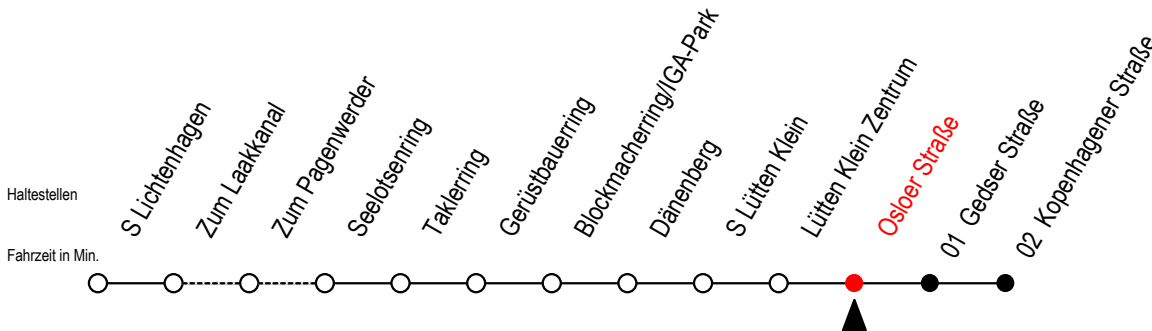 Haltestellen
S Lichtenhagen
Zum Laakkanal
Zum Pagenwerder
Seelotsenring
Taklerring
Gerüstbauerring
Blockmacherring/IGA-Park
Dänenberg
S Lütten Klein
Lütten Klein Zentrum
Osloer Straße
01 Gedser Straße
02 Kopenhagener Straße
Fahrzeit in Min.